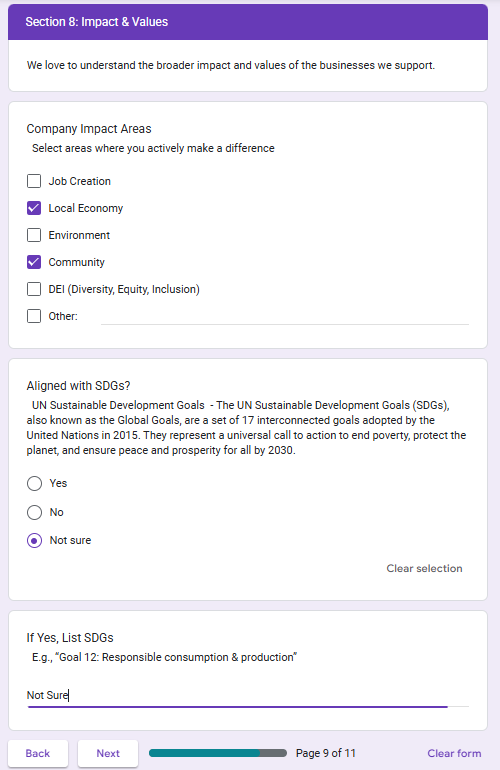 Section 8: Impact & Values
We love to understand the broader impact and values of the businesses we support.
Company Impact Areas
Select areas where you actively make a difference
Job Creation
Local Economy
Environment
Community
DEI (Diversity, Equity, Inclusion)
Other:
Aligned with SDGs?
UN Sustainable Development Goals - The UN Sustainable Development Goals (SDGs),
also known as the Global Goals, are a set of 17 interconnected goals adopted by the
United Nations in 2015. They represent a universal call to action to end poverty, protect the
planet, and ensure peace and prosperity for all by 2030.
Yes
No
Not sure
Clear selection
If Yes, List SDGs
E.g., “Goal 12: Responsible consumption & production”
Not Sure
Back Next Page 9 of 11 Clear form